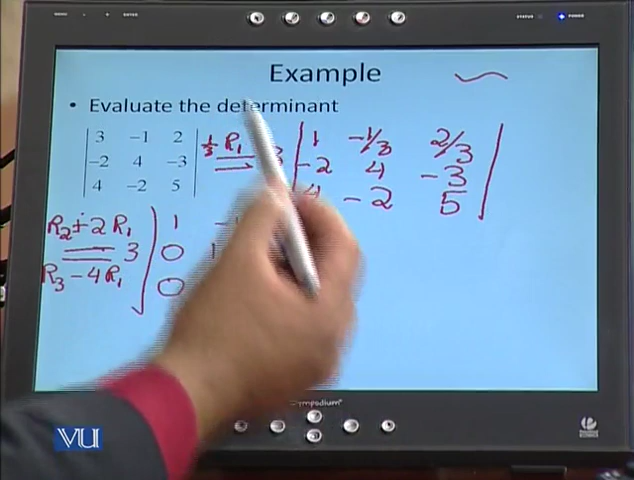 Example
• Evaluate the determinant
3 -1 2
-2 4 -3
4 -2 5
1/3 R1
3
1 -1/3 2/3
-2 4 -3
4 -2 5
R2+2R1
R3-4R1
3
1
0 1
0
VU
Sympodium
POWER